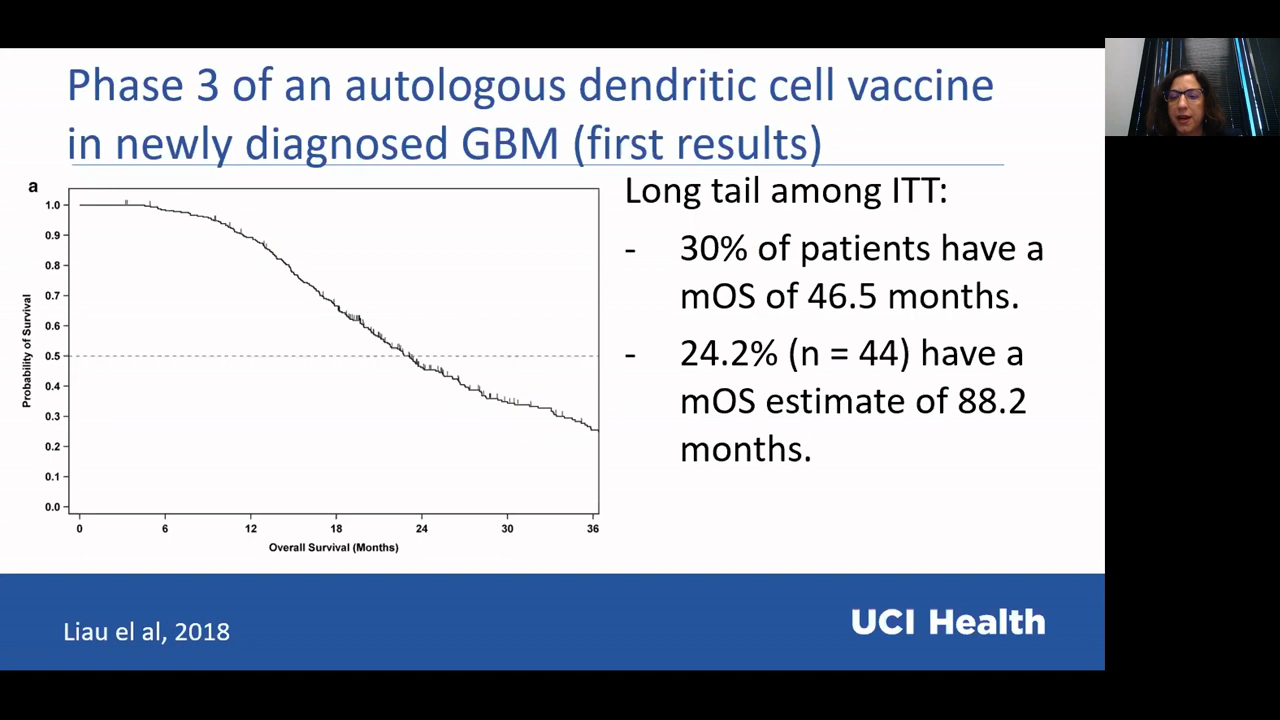 Phase 3 of an autologous dendritic cell vaccine
in newly diagnosed GBM (first results)
a
1.0
0.9
0.8
0.7
0.6
0.5
0.4
0.3
0.2
0.1
0.0
Probability of Survival
0 6 12 18 24 30 36
Overall Survival (Months)
Long tail among ITT:
- 30% of patients have a
mOS of 46.5 months.
- 24.2% (n = 44) have a
mOS estimate of 88.2
months.
Liau el al, 2018
UCI Health